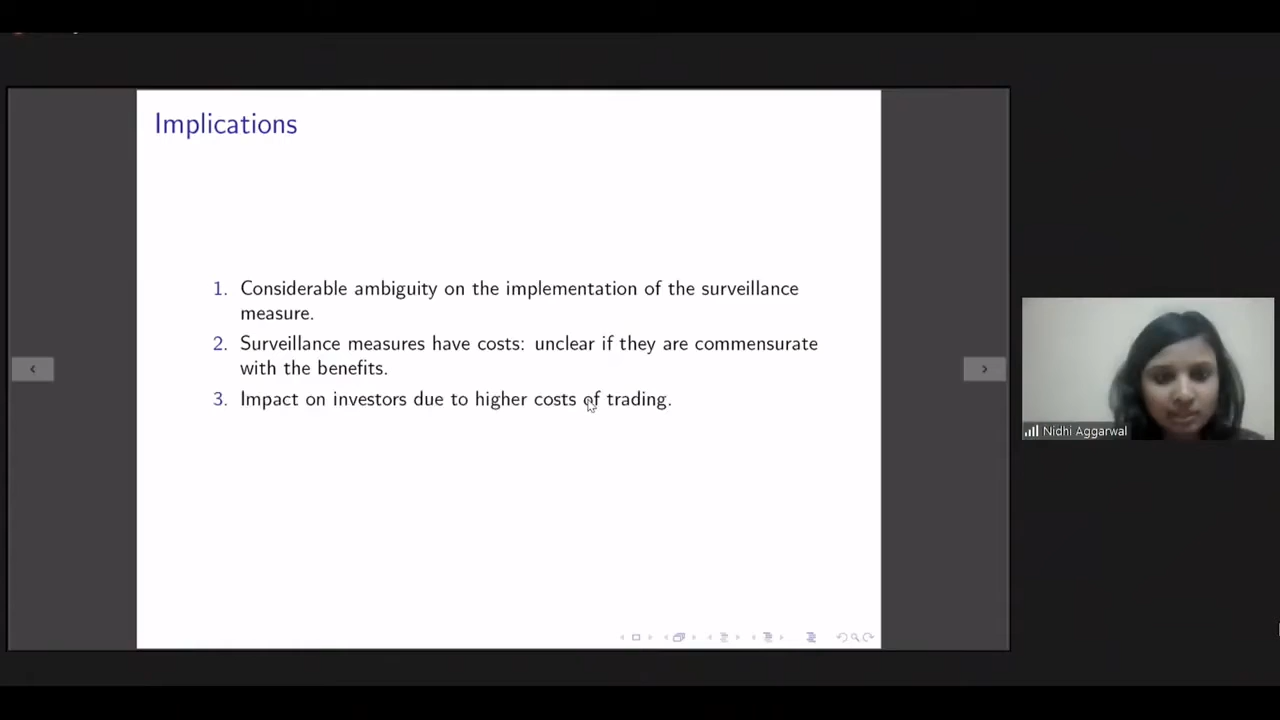 Implications
1. Considerable ambiguity on the implementation of the surveillance
measure.
2. Surveillance measures have costs: unclear if they are commensurate
with the benefits.
3. Impact on investors due to higher costs of trading.
Nidhi Aggarwal